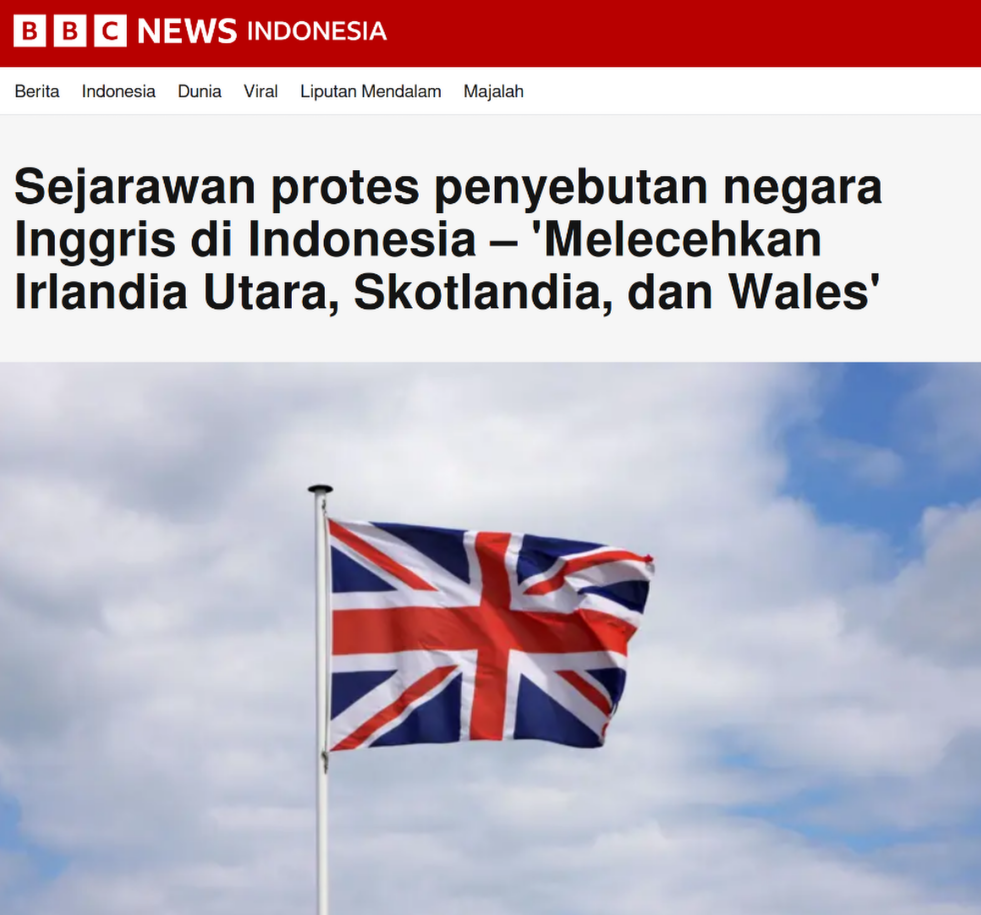 BBC NEWS INDONESIA
Berita Indonesia Dunia Viral Liputan Mendalam Majalah
Sejarawan protes penyebutan negara
Inggris di Indonesia – 'Melecehkan
Irlandia Utara, Skotlandia, dan Wales'